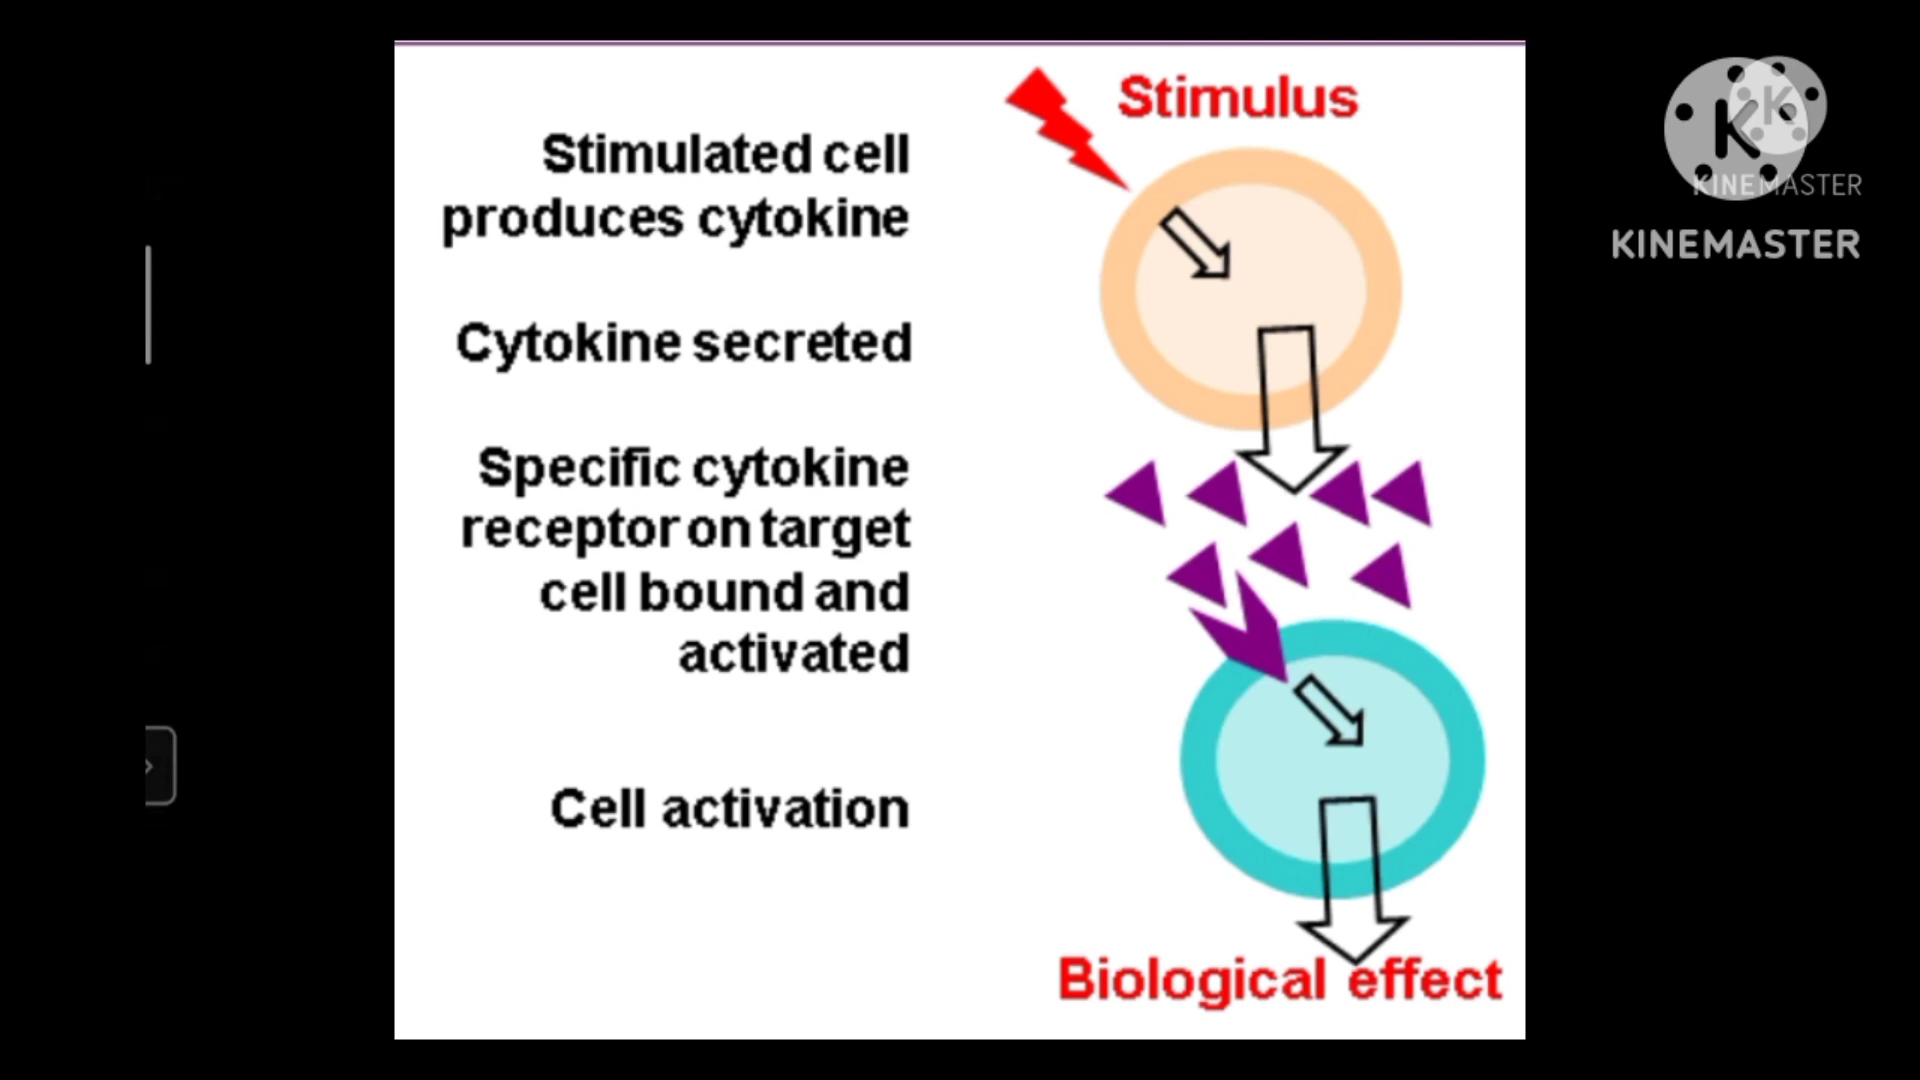 Stimulus
Stimulated cell
produces cytokine
Cytokine secreted
Specific cytokine
receptor on target
cell bound and
activated
Cell activation
Biological effect
K
K
KINEMASTER
KINEMASTER